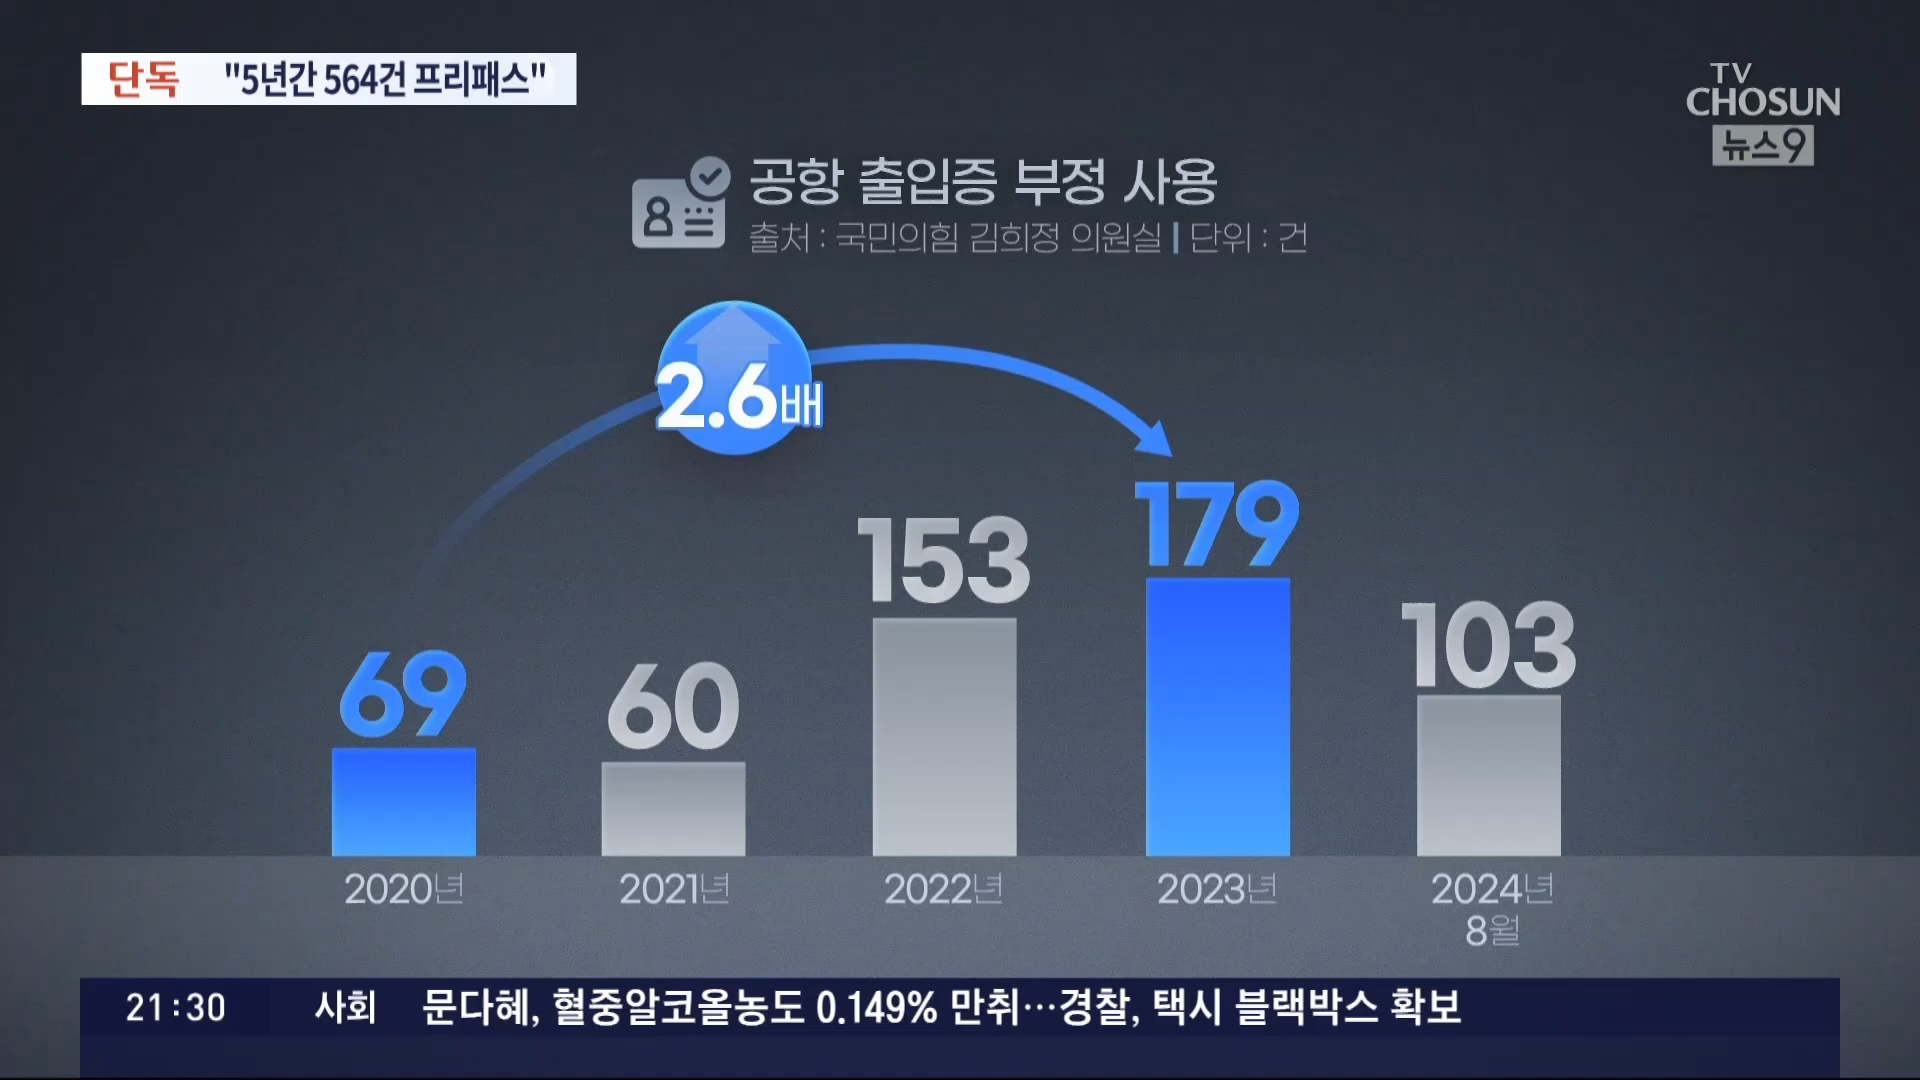 단독 "5년간 564건 프리패스"
TV
CHOSUN
뉴스9
공항 출입증 부정 사용
출처 : 국민의힘 김희정 의원실 | 단위 : 건
2.6배
69
60
153
179
103
2020년
2021년
2022년
2023년
2024년
8월
21:30 사회 문다혜, 혈중알코올농도 0.149% 만취…경찰, 택시 블랙박스 확보